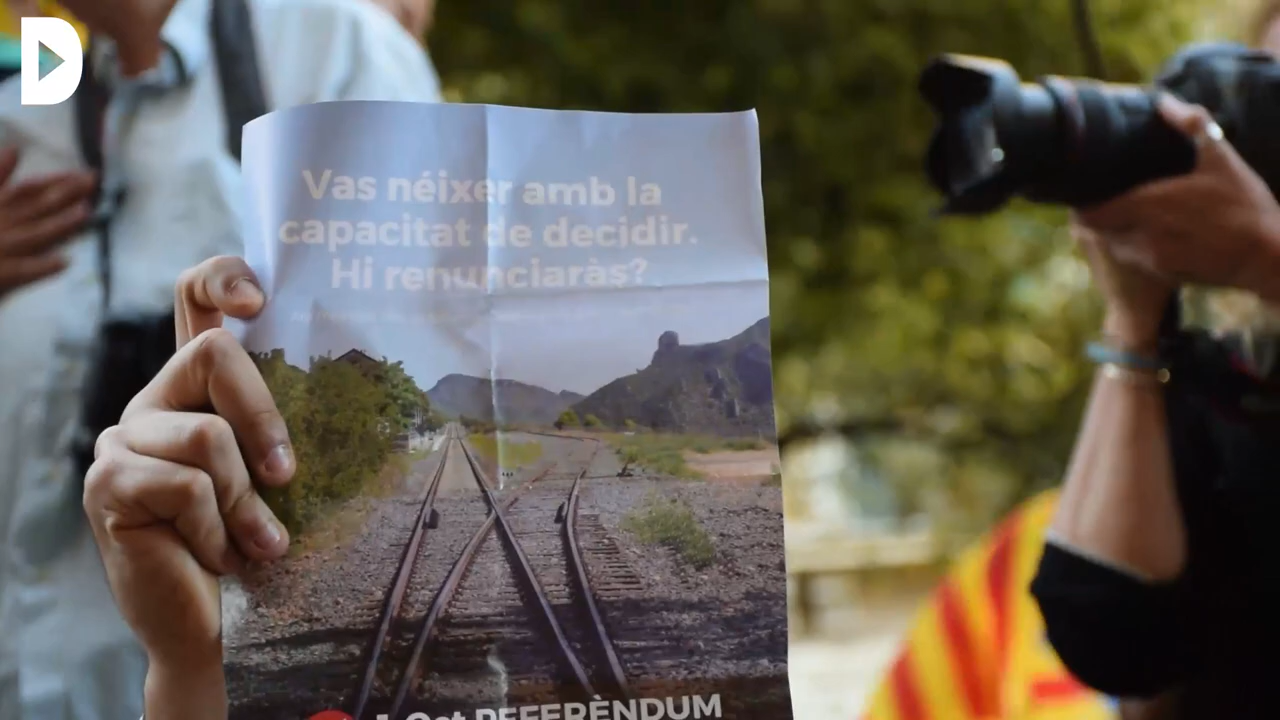 D
Vas néixer amb la
capacitat de decidir.
Hi renunciaràs?
1 Oct REFERÈNDUM